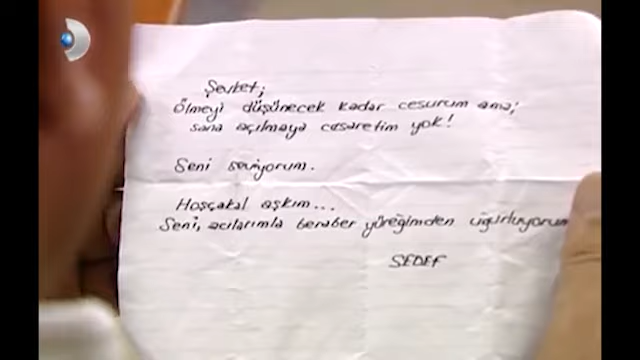 Şevket;
Ölmeyi düşünecek kadar cesurum ama;
sana açılmaya cesaretim yok!
Seni seviyorum.
Hoşçakal aşkım...
Seni, acılarımla beraber yüreğimden uğurluyorum
SEDEF